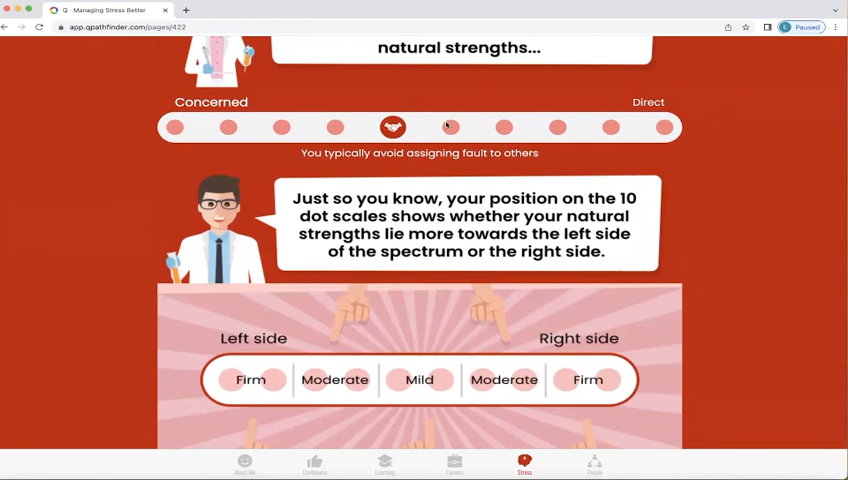 Q · Managing Stress Better
app.qpathfinder.com/pages/422
Paused
natural strengths...
Concerned
Direct
You typically avoid assigning fault to others
Just so you know, your position on the 10
dot scales shows whether your natural
strengths lie more towards the left side
of the spectrum or the right side.
Left side
Right side
Firm Moderate Mild Moderate Firm
About Me Confidence Learning Careers Stress People